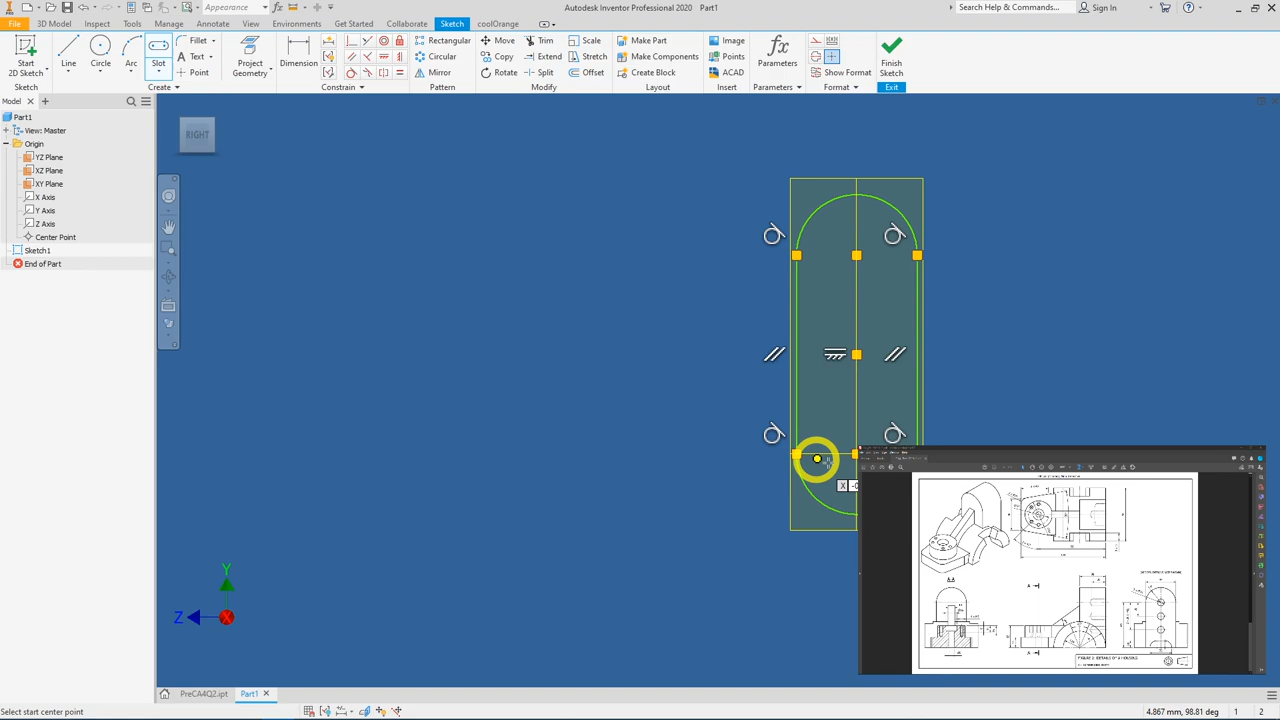 Appearance
Autodesk Inventor Professional 2020 Part1
Search Help & Commands...
Sign In
File
3D Model
Sketch
Inspect
Tools
Manage
Annotate
View
Environments
Get Started
Collaborate
coolOrange
Start
3D Sketch
Line
Circle
Arc
Slot
Fillet
Text
Point
Project
Geometry
Dimension
Rectangular
Circular
Mirror
Move
Copy
Rotate
Trim
Extend
Split
Scale
Stretch
Offset
Make Part
Make Components
Create Block
Image
Points
ACAD
Parameters
Show Format
Finish
Sketch
Sketch
Create
Constrain
Pattern
Modify
Layout
Insert
Parameters
Format
Exit
Model
Part1
View: Master
Origin
YZ Plane
XZ Plane
XY Plane
X Axis
Y Axis
Z Axis
Center Point
Sketch1
End of Part
RIGHT
X
Y
Z
X
A-A
A
A
PreCA4Q2.ipt
Part1
Select start center point
4.867 mm, 98.81 deg
1
2